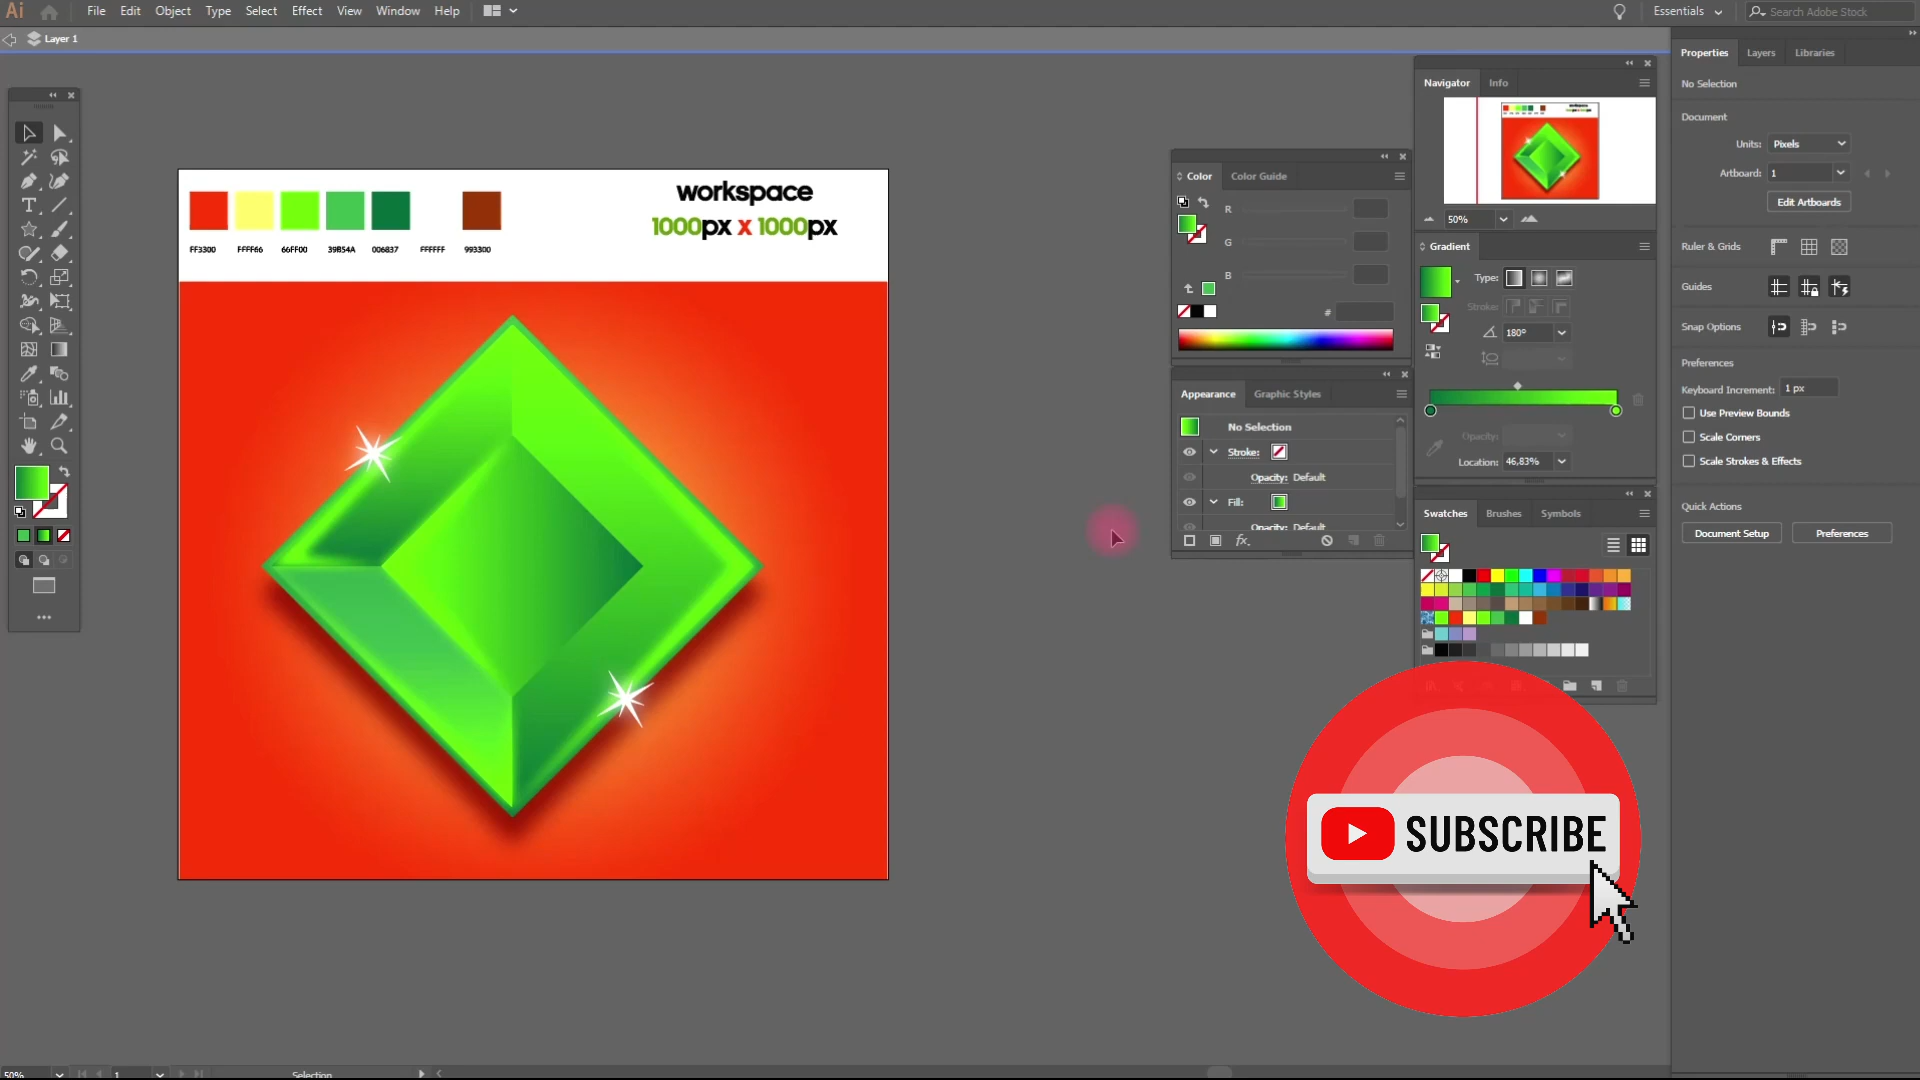 Ai File Edit Object Type Select Effect View Window Help Essentials Search Adobe Stock
Layer 1
workspace
1000px x 1000px
FF3300 FFFF66 66FF00 39B54A 006837 FFFFFF 993300
Color Color Guide
R
G
B
#
Appearance Graphic Styles
No Selection
Stroke:
Opacity: Default
Fill:
Opacity: Default
fx
Navigator Info
50%
Gradient
Type:
Stroke:
180°
Opacity:
Location: 46,83%
Swatches Brushes Symbols
SUBSCRIBE
Properties Layers Libraries
No Selection
Document
Units: Pixels
Artboard: 1
Edit Artboards
Ruler & Grids
Guides
Snap Options
Preferences
Keyboard Increment: 1 px
Use Preview Bounds
Scale Corners
Scale Strokes & Effects
Quick Actions
Document Setup Preferences
50% 1 Selection